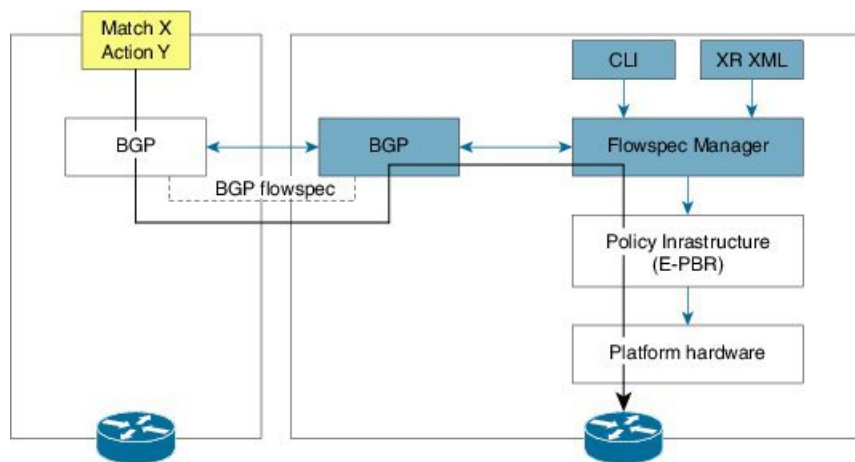 Match X
Action Y
CLI
XR XML
BGP
BGP
Flowspec Manager
BGP flowspec
Policy Inrastructure
(E-PBR)
Platform hardware